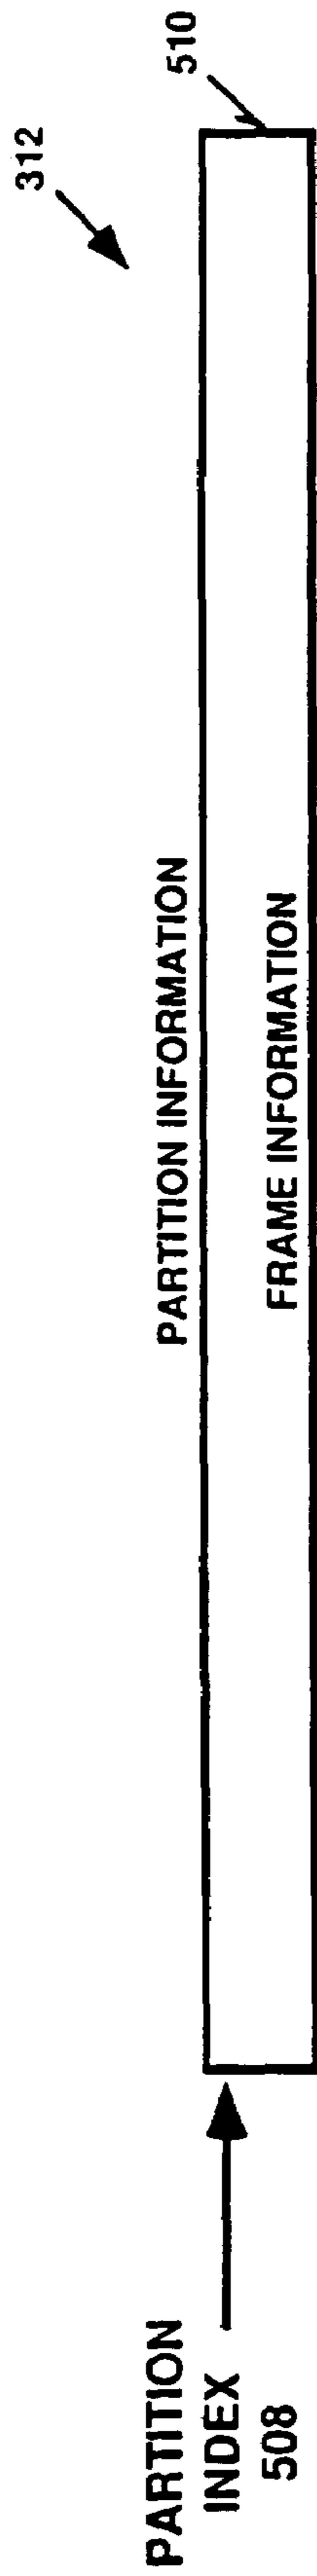 312
510
PARTITION INFORMATION
FRAME INFORMATION
PARTITION
INDEX
508